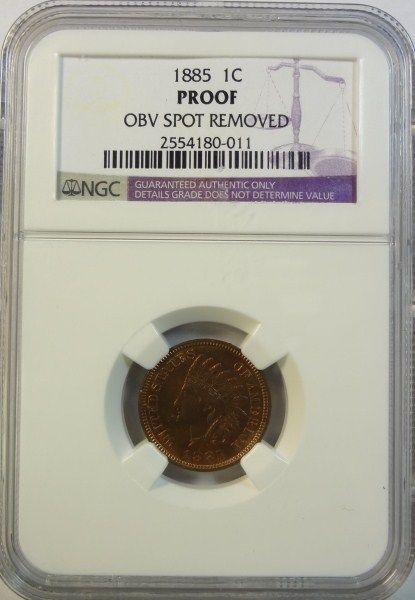 1885 1C
PROOF
OBV SPOT REMOVED
2554180-011
NGC
GUARANTEED AUTHENTIC ONLY
DETAILS GRADE DOES NOT DETERMINE VALUE
UNITED STATES OF AMERICA
1885